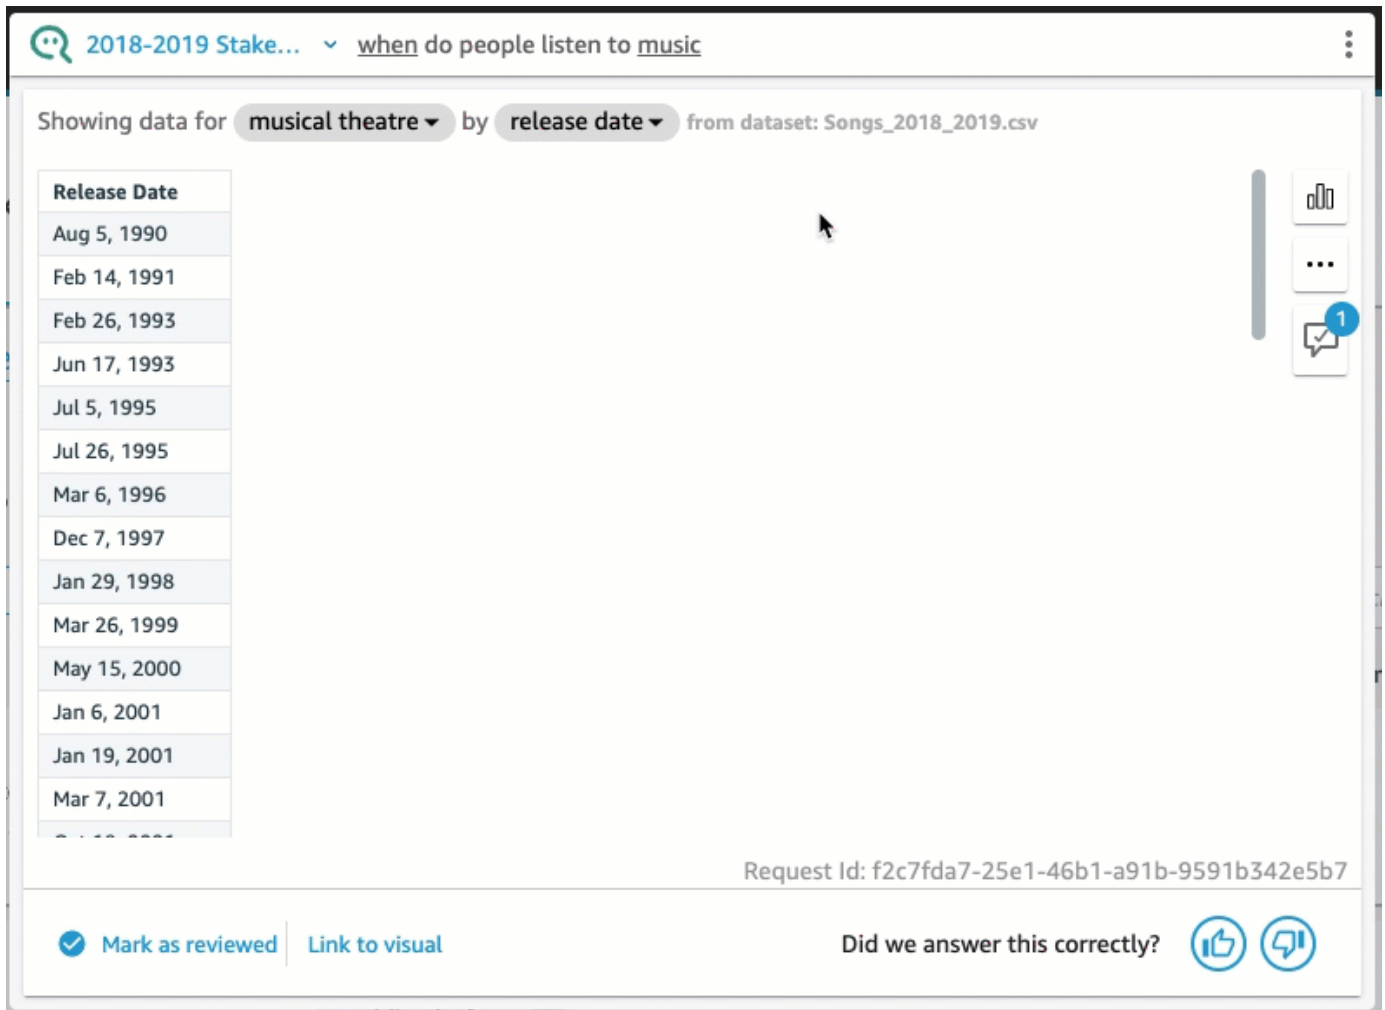 2018-2019 Stake... when do people listen to music
Showing data for musical theatre by release date from dataset: Songs_2018_2019.csv
Release Date
Aug 5, 1990
Feb 14, 1991
Feb 26, 1993
Jun 17, 1993
Jul 5, 1995
Jul 26, 1995
Mar 6, 1996
Dec 7, 1997
Jan 29, 1998
Mar 26, 1999
May 15, 2000
Jan 6, 2001
Jan 19, 2001
Mar 7, 2001
1
Request Id: f2c7fda7-25e1-46b1-a91b-9591b342e5b7
Mark as reviewed
Link to visual
Did we answer this correctly?